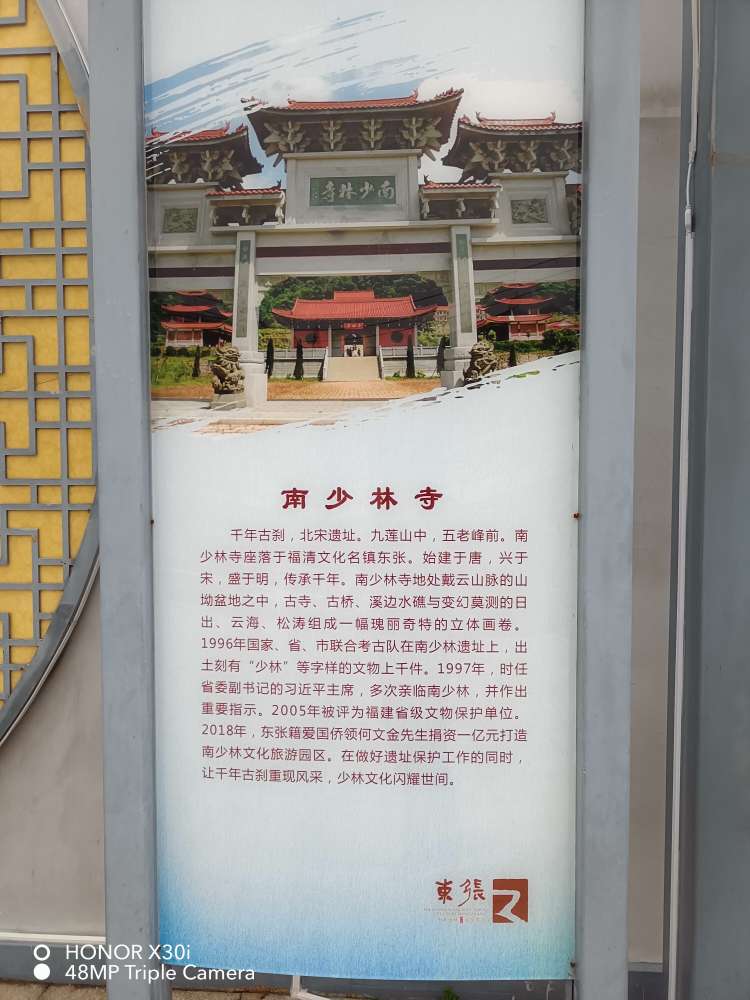 南少林寺
南少林寺
千年古刹，北宋遗址。九莲山中，五老峰前。南
少林寺座落于福清文化名镇东张。始建于唐，兴于
宋，盛于明，传承千年。南少林寺地处戴云山脉的山
坳盆地之中，古寺、古桥、溪边水礁与变幻莫测的日
出、云海、松涛组成一幅瑰丽奇特的立体画卷。
1996年国家、省、市联合考古队在南少林遗址上，出
土刻有“少林”等字样的文物上千件。1997年，时任
省委副书记的习近平主席，多次亲临南少林，并作出
重要指示。2005年被评为福建省级文物保护单位。
2018年，东张籍爱国侨领何文金先生捐资一亿元打造
南少林文化旅游园区。在做好遗址保护工作的同时，
让千年古刹重现风采，少林文化闪耀世间。
東張
HONOR X30i
48MP Triple Camera